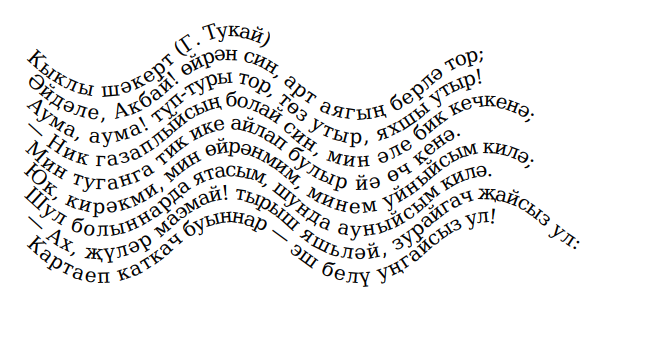 Кыклы шәкерт (Г. Тукай)
Әйдәле, Акбай! өйрән син, арт аягың берлә тор;
Аума, аума! туп-туры тор, төз утыр, яхшы утыр!
— Ник газаплыйсың болай син, мин әле бик кечкенә;
Мин туганга тик ике айлап булыр йә өч кенә.
Юк, кирәкми, мин өйрәнмим, минем уйныйсым килә;
Шул болыннарда ятасым, шунда ауныйсым килә.
— Ах, җүләр маэмай! тырыш яшьләй, зурайгач җайсыз ул:
Картаеп каткач буыннар — эш белү уңгайсыз ул!